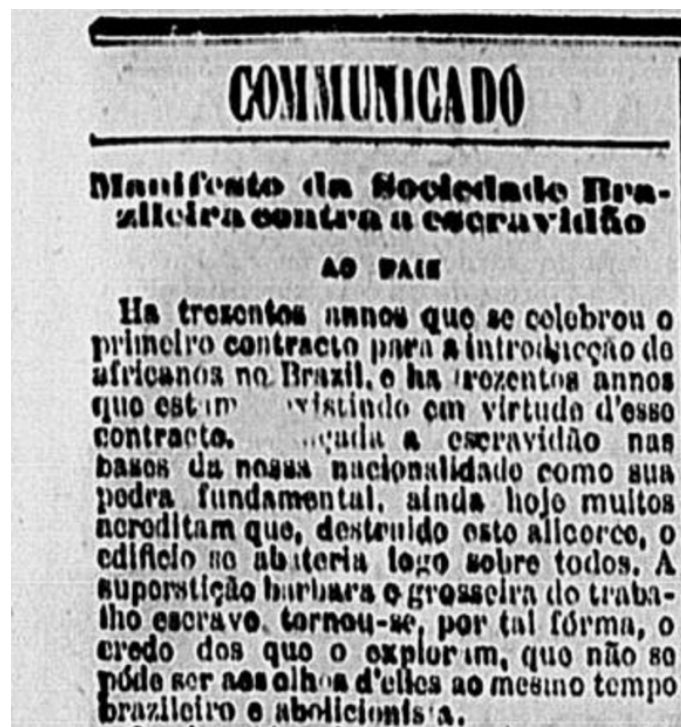 COMMUNICADO
Manifesto da Sociedade Bra-
zileira contra a escravidão
AO PAIZ
Ha trezentos annos que se celebrou o
primeiro contracto para a introducção de
africanos no Brazil, e ha trezentos annos
que estam existindo em virtude d'esse
contracto. a escravidão nas
bases da nossa nacionalidade como sua
pedra fundamental, ainda hoje muitos
acreditam que, destruido este alicerce, o
edificio se abateria logo sobre todos. A
superstição barbara e grosseira do traba-
lho escravo tornou-se, por tal fórma, o
credo dos que o exploram, que não se
póde ser aos olhos d'elles ao mesmo tempo
brazileiro e abolicionista.